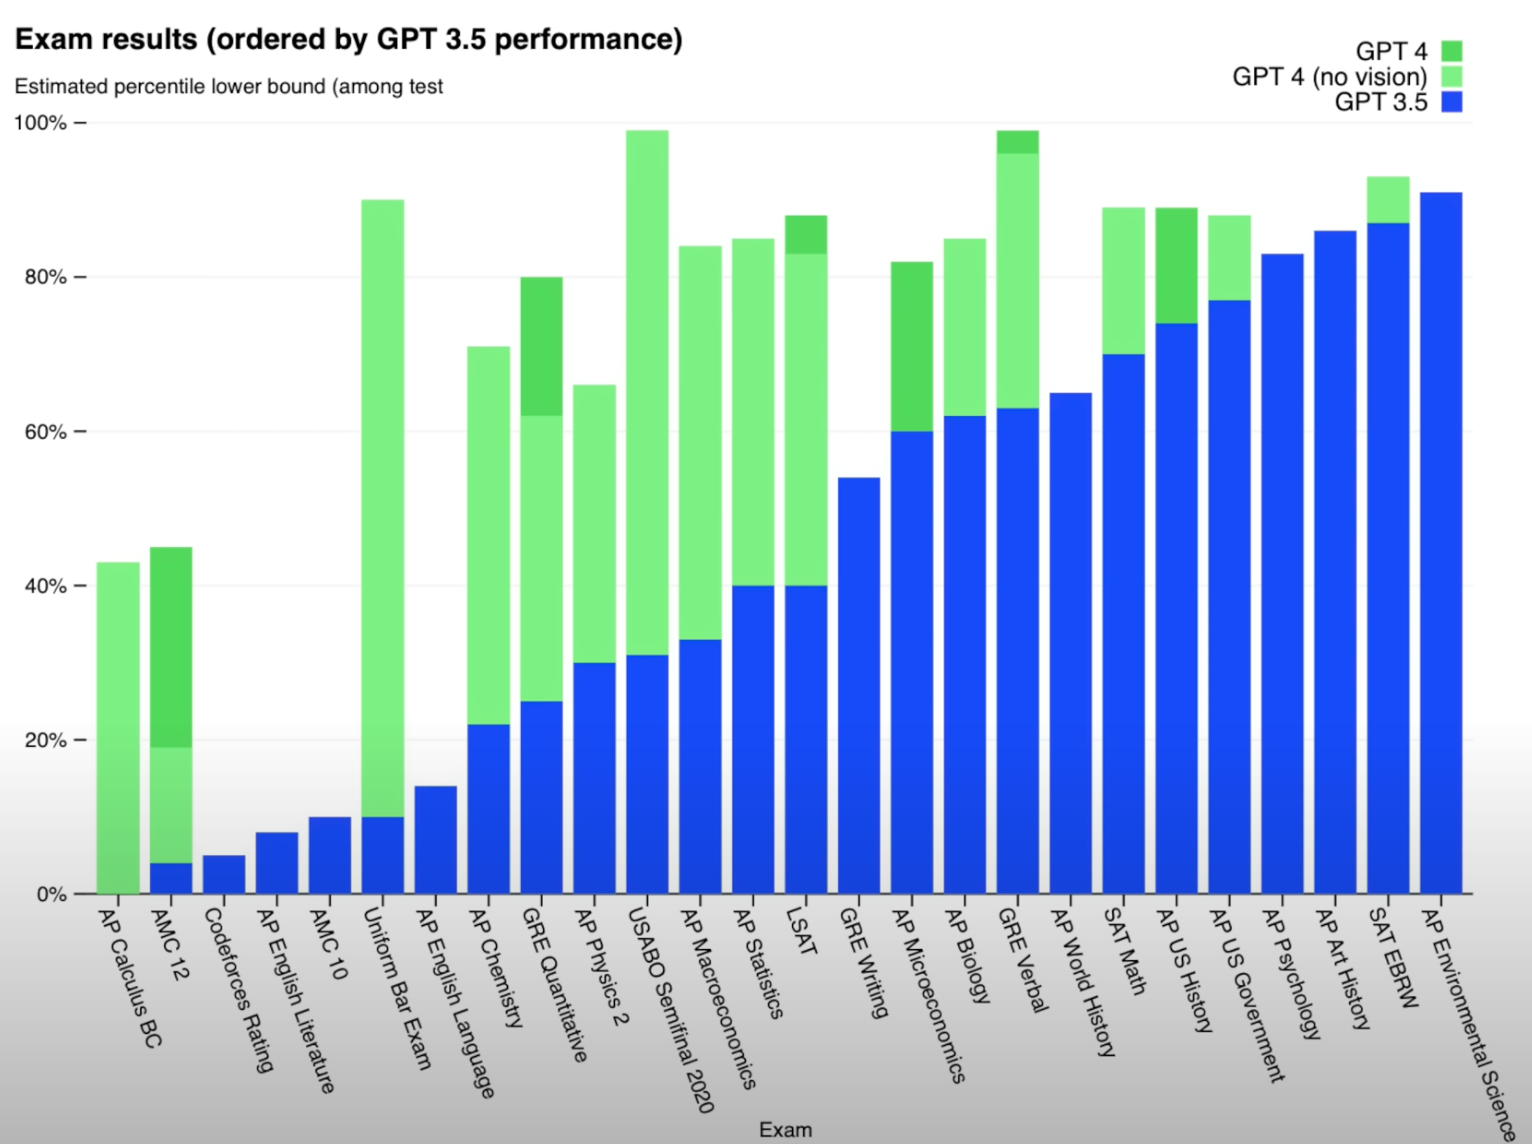 Exam results (ordered by GPT 3.5 performance)
Estimated percentile lower bound (among test
GPT 4
GPT 4 (no vision)
GPT 3.5
100%
80%
60%
40%
20%
0%
AP Calculus BC
AMC 12
Codeforces Rating
AP English Literature
AMC 10
Uniform Bar Exam
AP English Language
AP Chemistry
GRE Quantitative
AP Physics 2
USABO Semifinal 2020
AP Macroeconomics
AP Statistics
LSAT
GRE Writing
AP Microeconomics
AP Biology
GRE Verbal
AP World History
SAT Math
AP US History
AP US Government
AP Psychology
AP Art History
SAT EBRW
AP Environmental Science
Exam